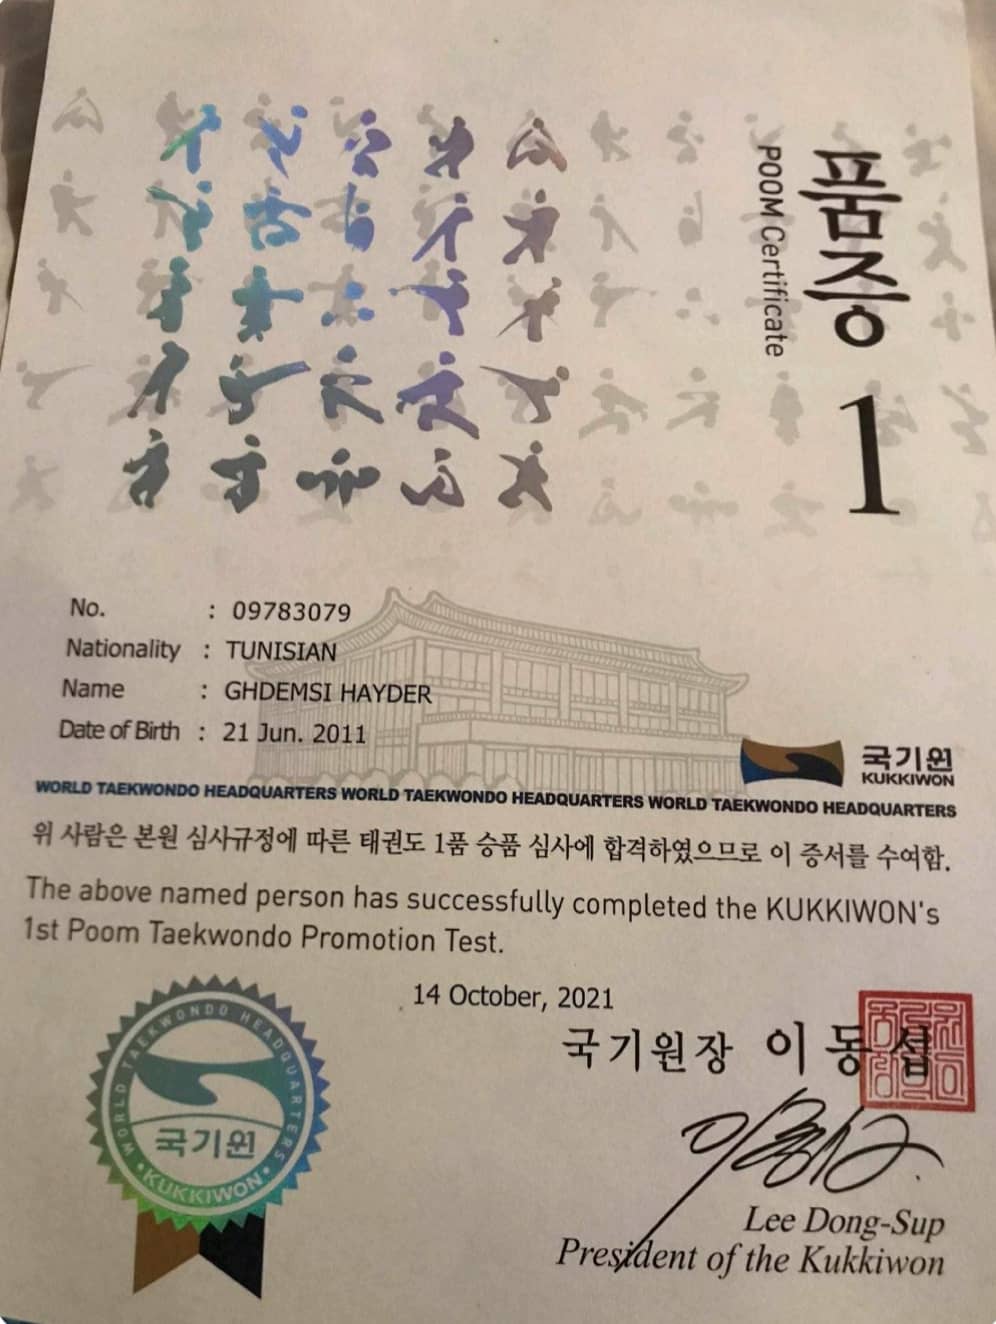 품증
POOM Certificate
1
No. : 09783079
Nationality : TUNISIAN
Name : GHDEMSI HAYDER
Date of Birth : 21 Jun. 2011
국기원
KUKKIWON
WORLD TAEKWONDO HEADQUARTERS WORLD TAEKWONDO HEADQUARTERS WORLD TAEKWONDO HEADQUARTERS
위 사람은 본원 심사규정에 따른 태권도 1품 승품 심사에 합격하였으므로 이 증서를 수여함.
The above named person has successfully completed the KUKKIWON's
1st Poom Taekwondo Promotion Test.
14 October, 2021
국기원장 이동섭
WORLD TAEKWONDO HEADQUARTERS
국기원
•KUKKIWON•
Lee Dong-Sup
President of the Kukkiwon